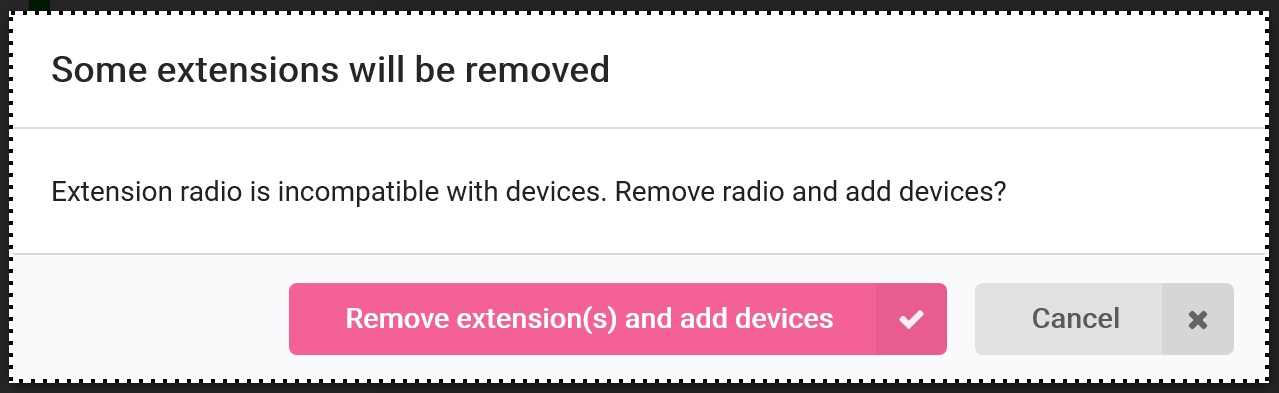 Some extensions will be removed
Extension radio is incompatible with devices. Remove radio and add devices?
Remove extension(s) and add devices
Cancel